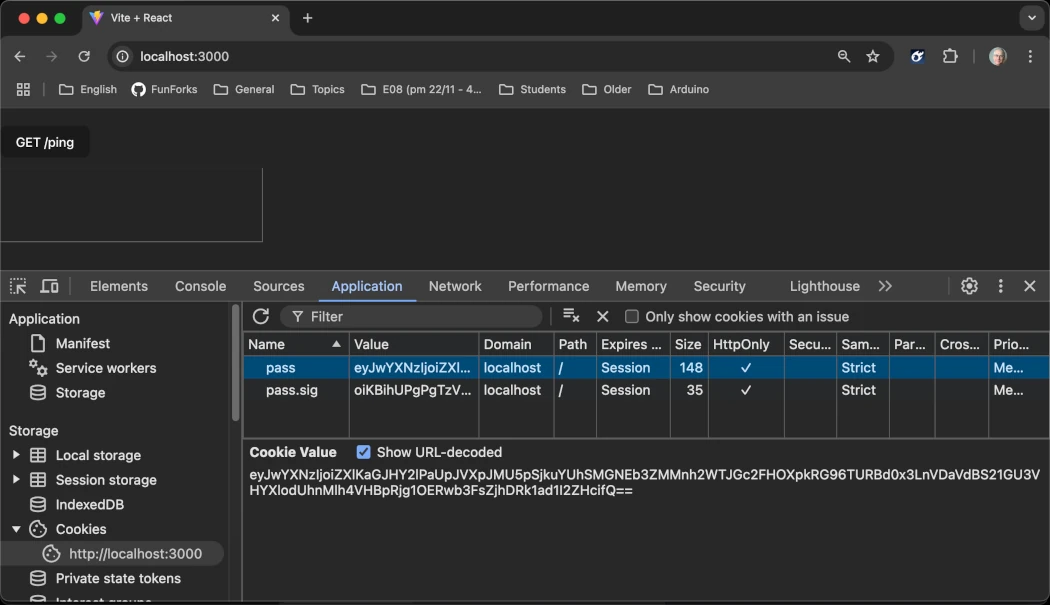 Vite + React
localhost:3000
English FunForks General Topics E08 (pm 22/11 - 4... Students Older Arduino
GET /ping
Elements Console Sources Application Network Performance Memory Security Lighthouse
Application
Manifest
Service workers
Storage
Storage
Local storage
Session storage
IndexedDB
Cookies
http://localhost:3000
Private state tokens
Filter Only show cookies with an issue
Name Value Domain Path Expires ... Size HttpOnly Secu... Sam... Par... Cros... Prio...
pass eyJwYXNzIjoiZXl... localhost / Session 148 ✓ Strict Me...
pass.sig oiKBihUPgPgTzV... localhost / Session 35 ✓ Strict Me...
Cookie Value Show URL-decoded